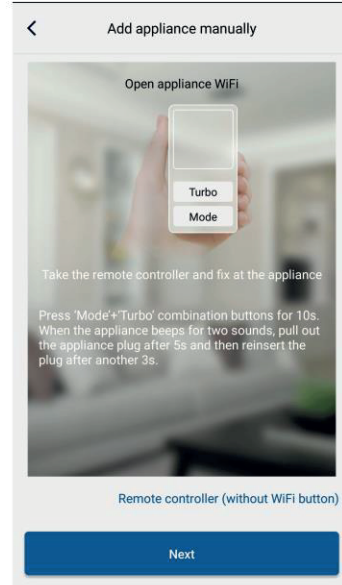 Add appliance manually
Open appliance WiFi
Turbo
Mode
Take the remote controller and fix at the appliance
Press 'Mode'+'Turbo' combination buttons for 10s.
When the appliance beeps for two sounds, pull out
the appliance plug after 5s and then reinsert the
plug after another 3s.
Remote controller (without WiFi button)
Next